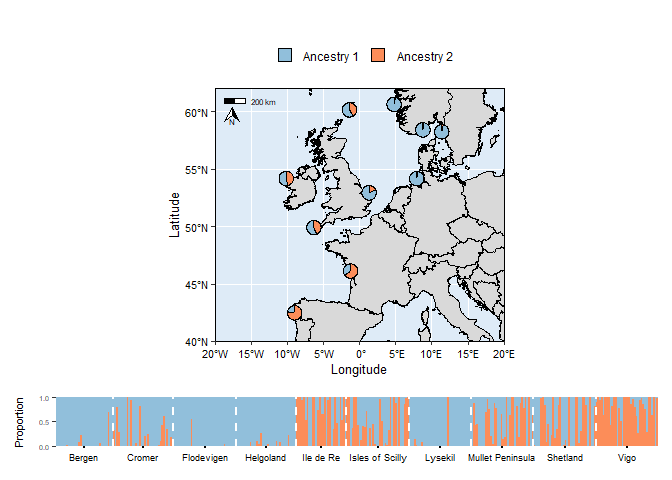 Ancestry 1 Ancestry 2
200 km
N
60°N
55°N
50°N
45°N
40°N
Latitude
20°W 15°W 10°W 5°W 0° 5°E 10°E 15°E 20°E
Longitude
Proportion
1.0
0.5
0.0
Bergen Cromer Flodevigen Helgoland Ile de Re Isles of Scilly Lysekil Mullet Peninsula Shetland Vigo